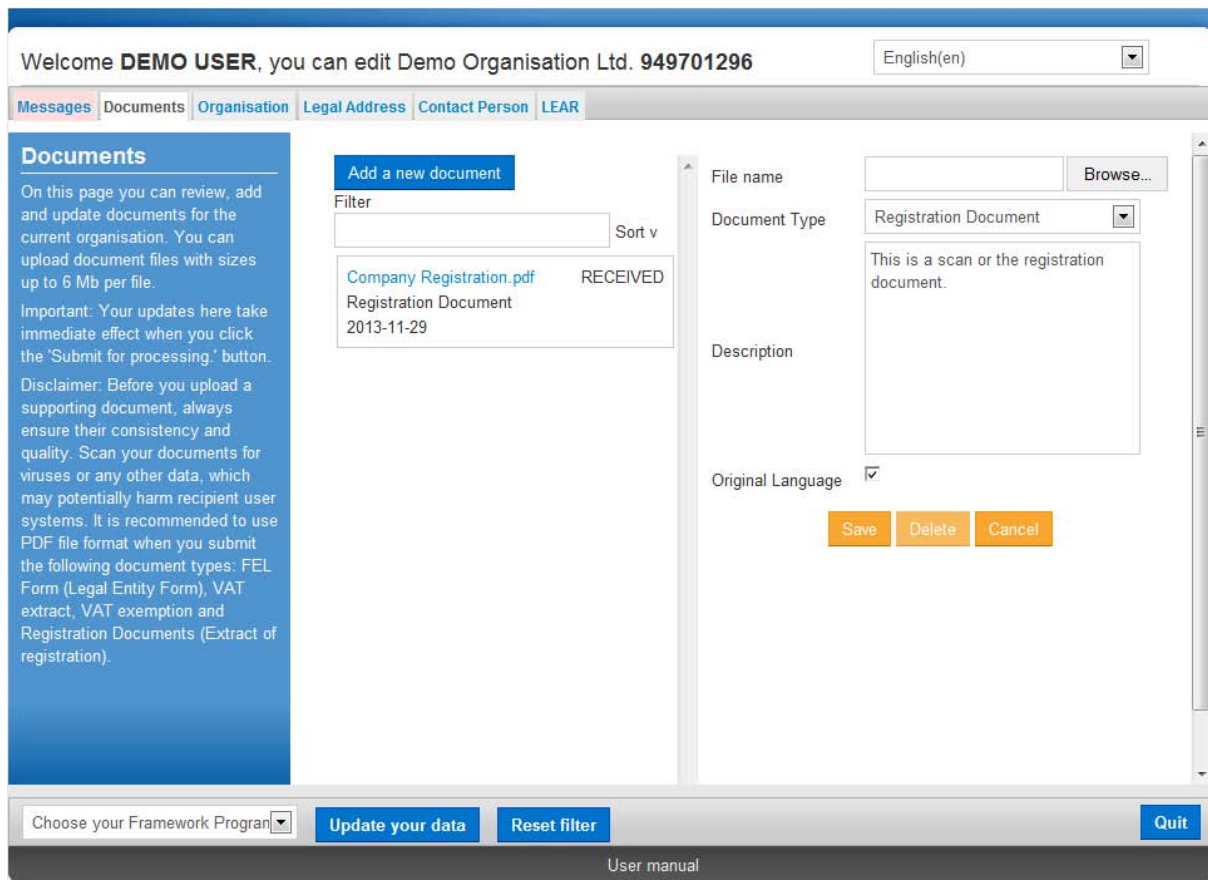 Welcome DEMO USER, you can edit Demo Organisation Ltd. 949701296
English(en)
Messages Documents Organisation Legal Address Contact Person LEAR
Documents
On this page you can review, add
and update documents for the
current organisation. You can
upload document files with sizes
up to 6 Mb per file.
Important: Your updates here take
immediate effect when you click
the 'Submit for processing.' button.
Disclaimer: Before you upload a
supporting document, always
ensure their consistency and
quality. Scan your documents for
viruses or any other data, which
may potentially harm recipient user
systems. It is recommended to use
PDF file format when you submit
the following document types: FEL
Form (Legal Entity Form), VAT
extract, VAT exemption and
Registration Documents (Extract of
registration).
Add a new document
Filter
Sort v
Company Registration.pdf RECEIVED
Registration Document
2013-11-29
File name Browse...
Document Type Registration Document
Description
This is a scan or the registration
document.
Original Language
Save Delete Cancel
Choose your Framework Program
Update your data Reset filter Quit
User manual